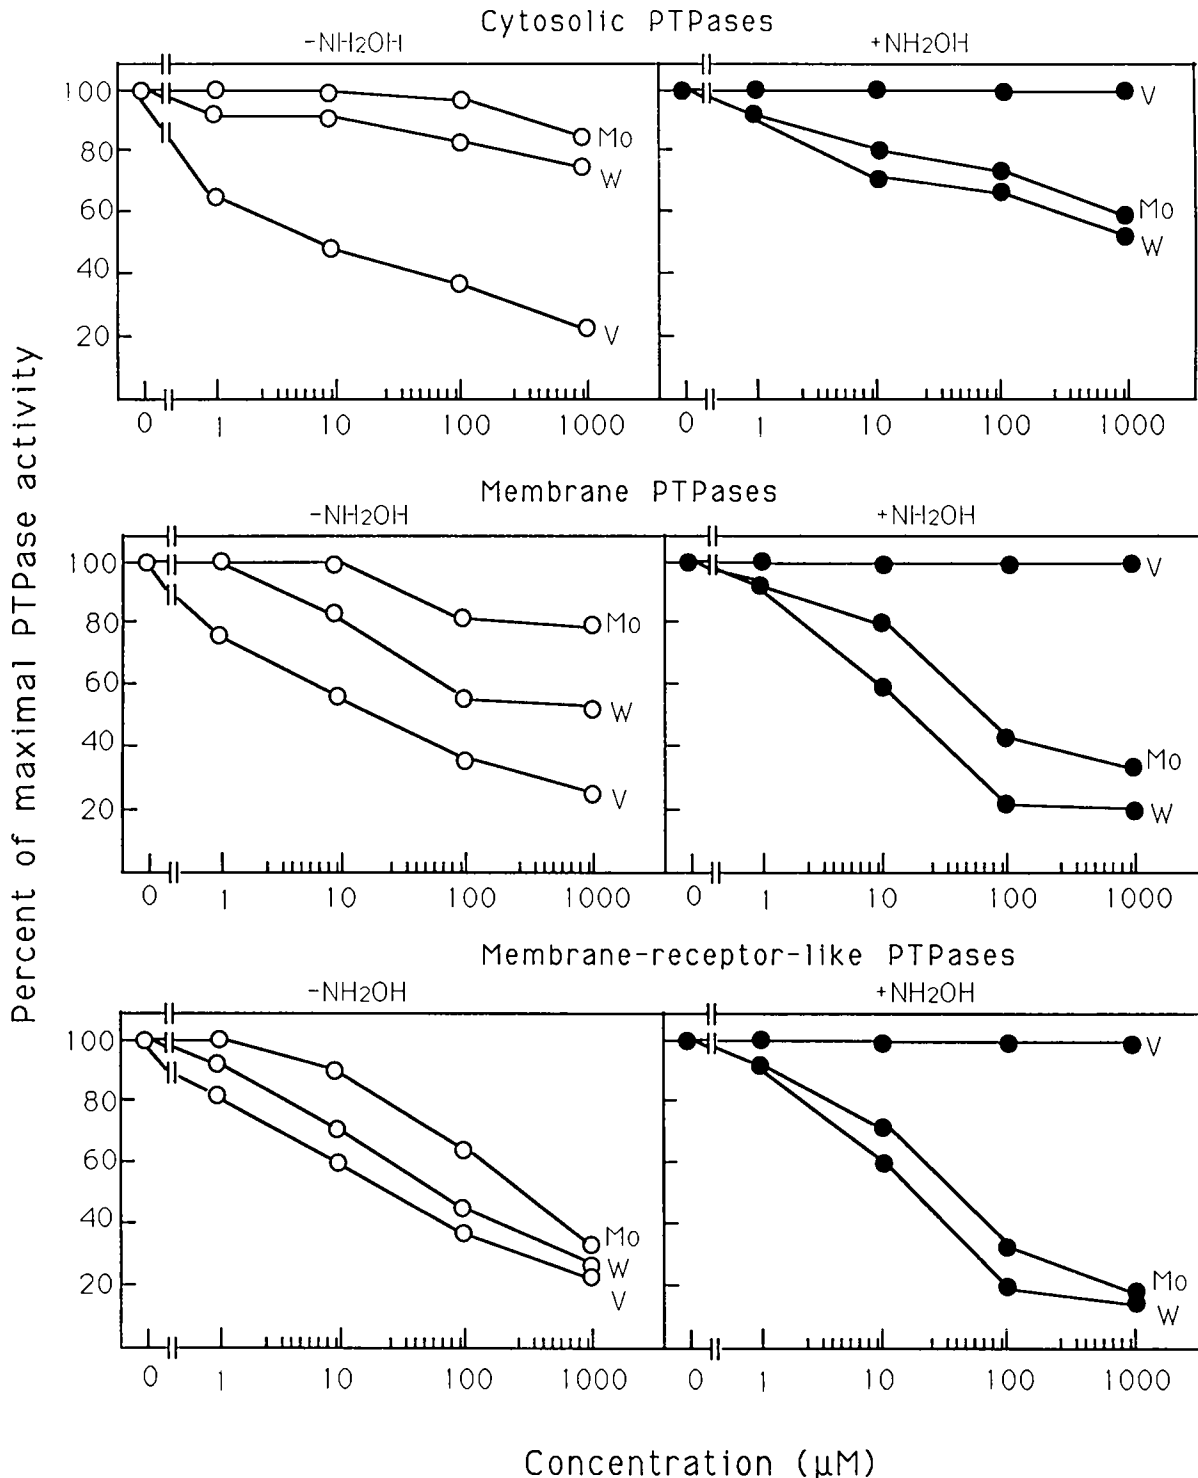 Cytosolic PTPases
-NH2OH +NH2OH
100
80
60
40
20
Mo
W
V
V
Mo
W
0 1 10 100 1000 0 1 10 100 1000
Membrane PTPases
-NH2OH +NH2OH
100
80
60
40
20
Mo
W
V
V
Mo
W
0 1 10 100 1000 0 1 10 100 1000
Membrane-receptor-like PTPases
-NH2OH +NH2OH
100
80
60
40
20
Mo
W
V
V
Mo
W
0 1 10 100 1000 0 1 10 100 1000
Percent of maximal PTPase activity
Concentration (μM)